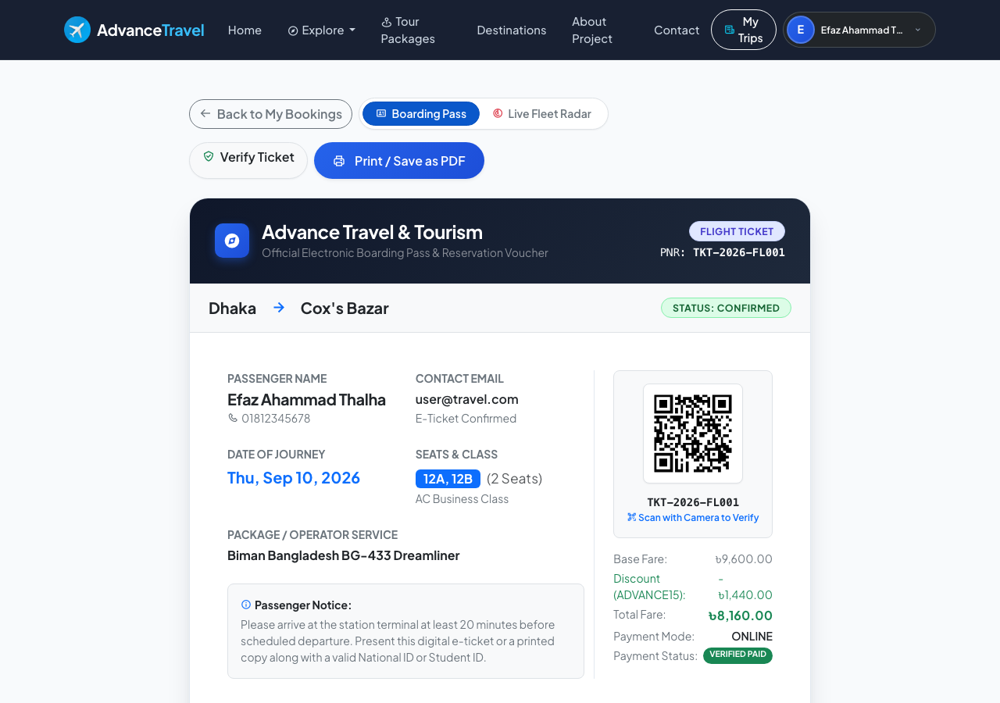 AdvanceTravel
Home
Explore
Tour Packages
Destinations
About Project
Contact
My Trips
E
Efaz Ahammad T...
Back to My Bookings
Boarding Pass
Live Fleet Radar
Verify Ticket
Print / Save as PDF
Advance Travel & Tourism
Official Electronic Boarding Pass & Reservation Voucher
FLIGHT TICKET
PNR: TKT-2026-FL001
Dhaka → Cox's Bazar
STATUS: CONFIRMED
PASSENGER NAME
Efaz Ahammad Thalha
01812345678
CONTACT EMAIL
user@travel.com
E-Ticket Confirmed
DATE OF JOURNEY
Thu, Sep 10, 2026
SEATS & CLASS
12A, 12B (2 Seats)
AC Business Class
PACKAGE / OPERATOR SERVICE
Biman Bangladesh BG-433 Dreamliner
Passenger Notice:
Please arrive at the station terminal at least 20 minutes before
scheduled departure. Present this digital e-ticket or a printed
copy along with a valid National ID or Student ID.
TKT-2026-FL001
Scan with Camera to Verify
Base Fare: ৳9,600.00
Discount (ADVANCE15): -৳1,440.00
Total Fare: ৳8,160.00
Payment Mode: ONLINE
Payment Status: VERIFIED PAID